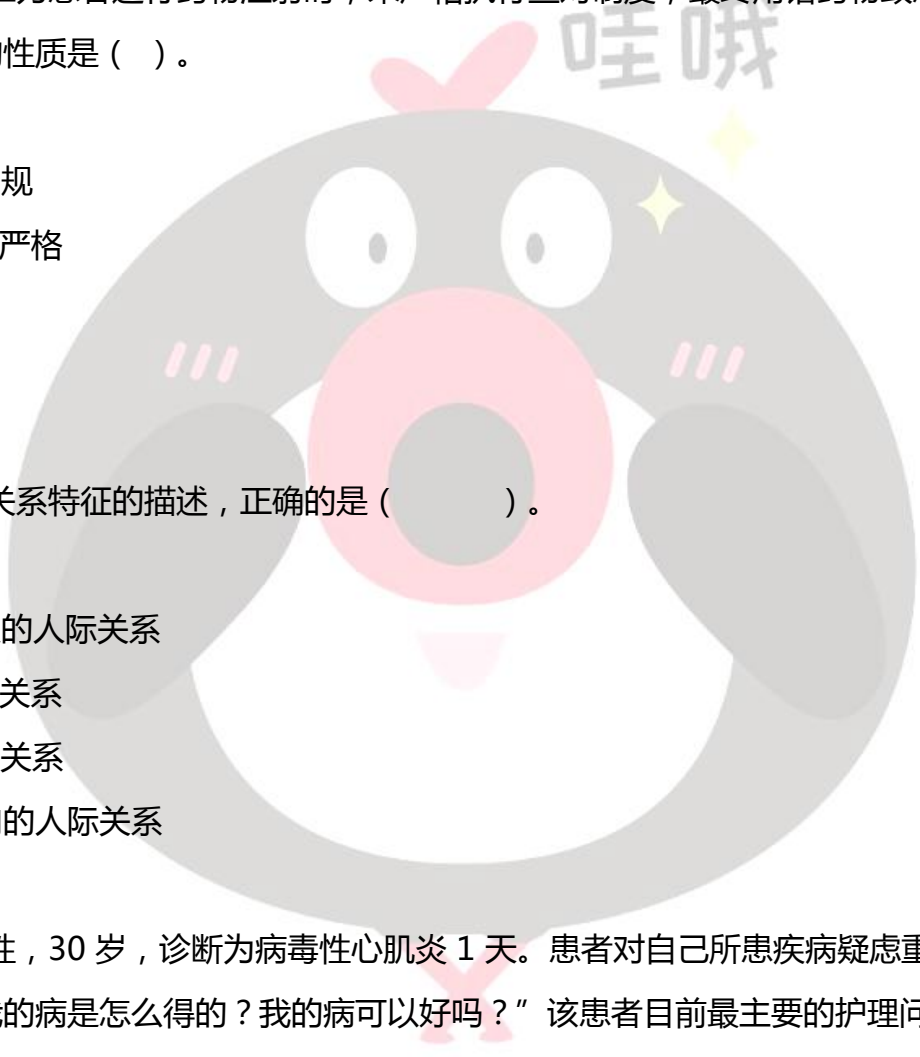 哇哦
的性质是（ ）。
规
严格
关系特征的描述，正确的是（ ）。
的人际关系
关系
关系
的人际关系
性，30 岁，诊断为病毒性心肌炎 1 天。患者对自己所患疾病疑虑重
的病是怎么得的？我的病可以好吗？”该患者目前最主要的护理问